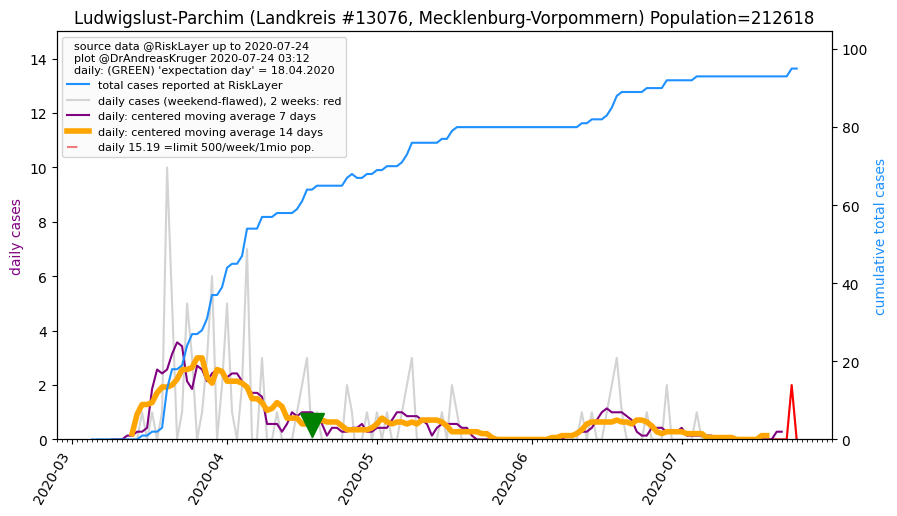 Ludwigslust-Parchim (Landkreis #13076, Mecklenburg-Vorpommern) Population=212618
source data @RiskLayer up to 2020-07-24
plot @DrAndreasKruger 2020-07-24 03:12
daily: (GREEN) 'expectation day' = 18.04.2020
total cases reported at RiskLayer
daily cases (weekend-flawed), 2 weeks: red
daily: centered moving average 7 days
daily: centered moving average 14 days
daily 15.19 =limit 500/week/1mio pop.
daily cases
14
12
10
8
6
4
2
0
cumulative total cases
100
80
60
40
20
0
2020-03
2020-04
2020-05
2020-06
2020-07